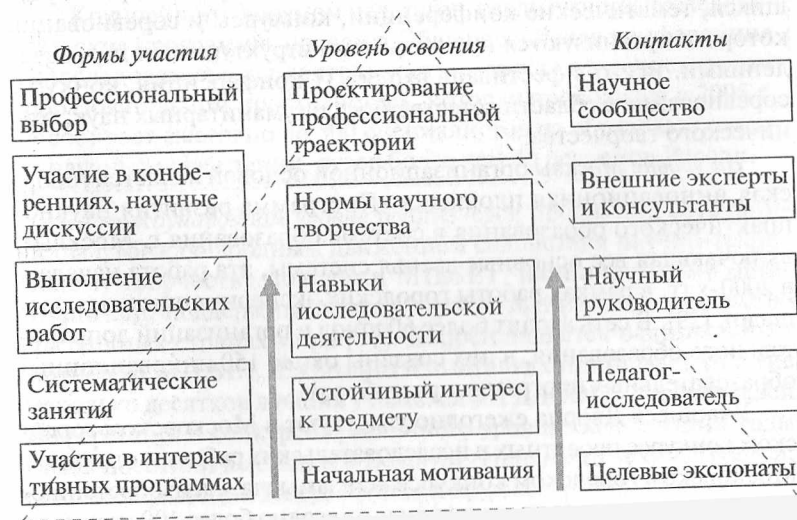 Формы участия
Профессиональный
выбор
Участие в конфе-
ренциях, научные
дискуссии
Выполнение
исследовательских
работ
Систематические
занятия
Участие в интерак-
тивных программах
Уровень освоения
Проектирование
профессиональной
траектории
Нормы научного
творчества
Навыки
исследовательской
деятельности
Устойчивый интерес
к предмету
Начальная мотивация
Контакты
Научное
сообщество
Внешние эксперты
и консультанты
Научный
руководитель
Педагог-
исследователь
Целевые экспонаты